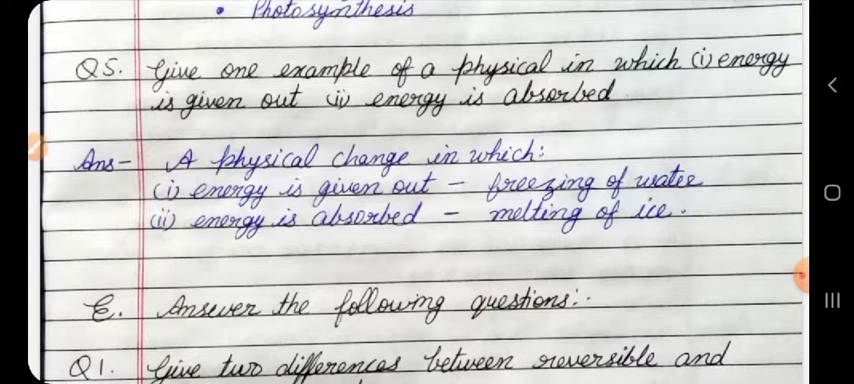 • Photosynthesis
Q5. Give one example of a physical in which (i) energy
is given out (ii) energy is absorbed.
Ans- A physical change in which:
(i) energy is given out - freezing of water
(ii) energy is absorbed - melting of ice.
E. Answer the following questions:-
Q1. Give two differences between reversible and